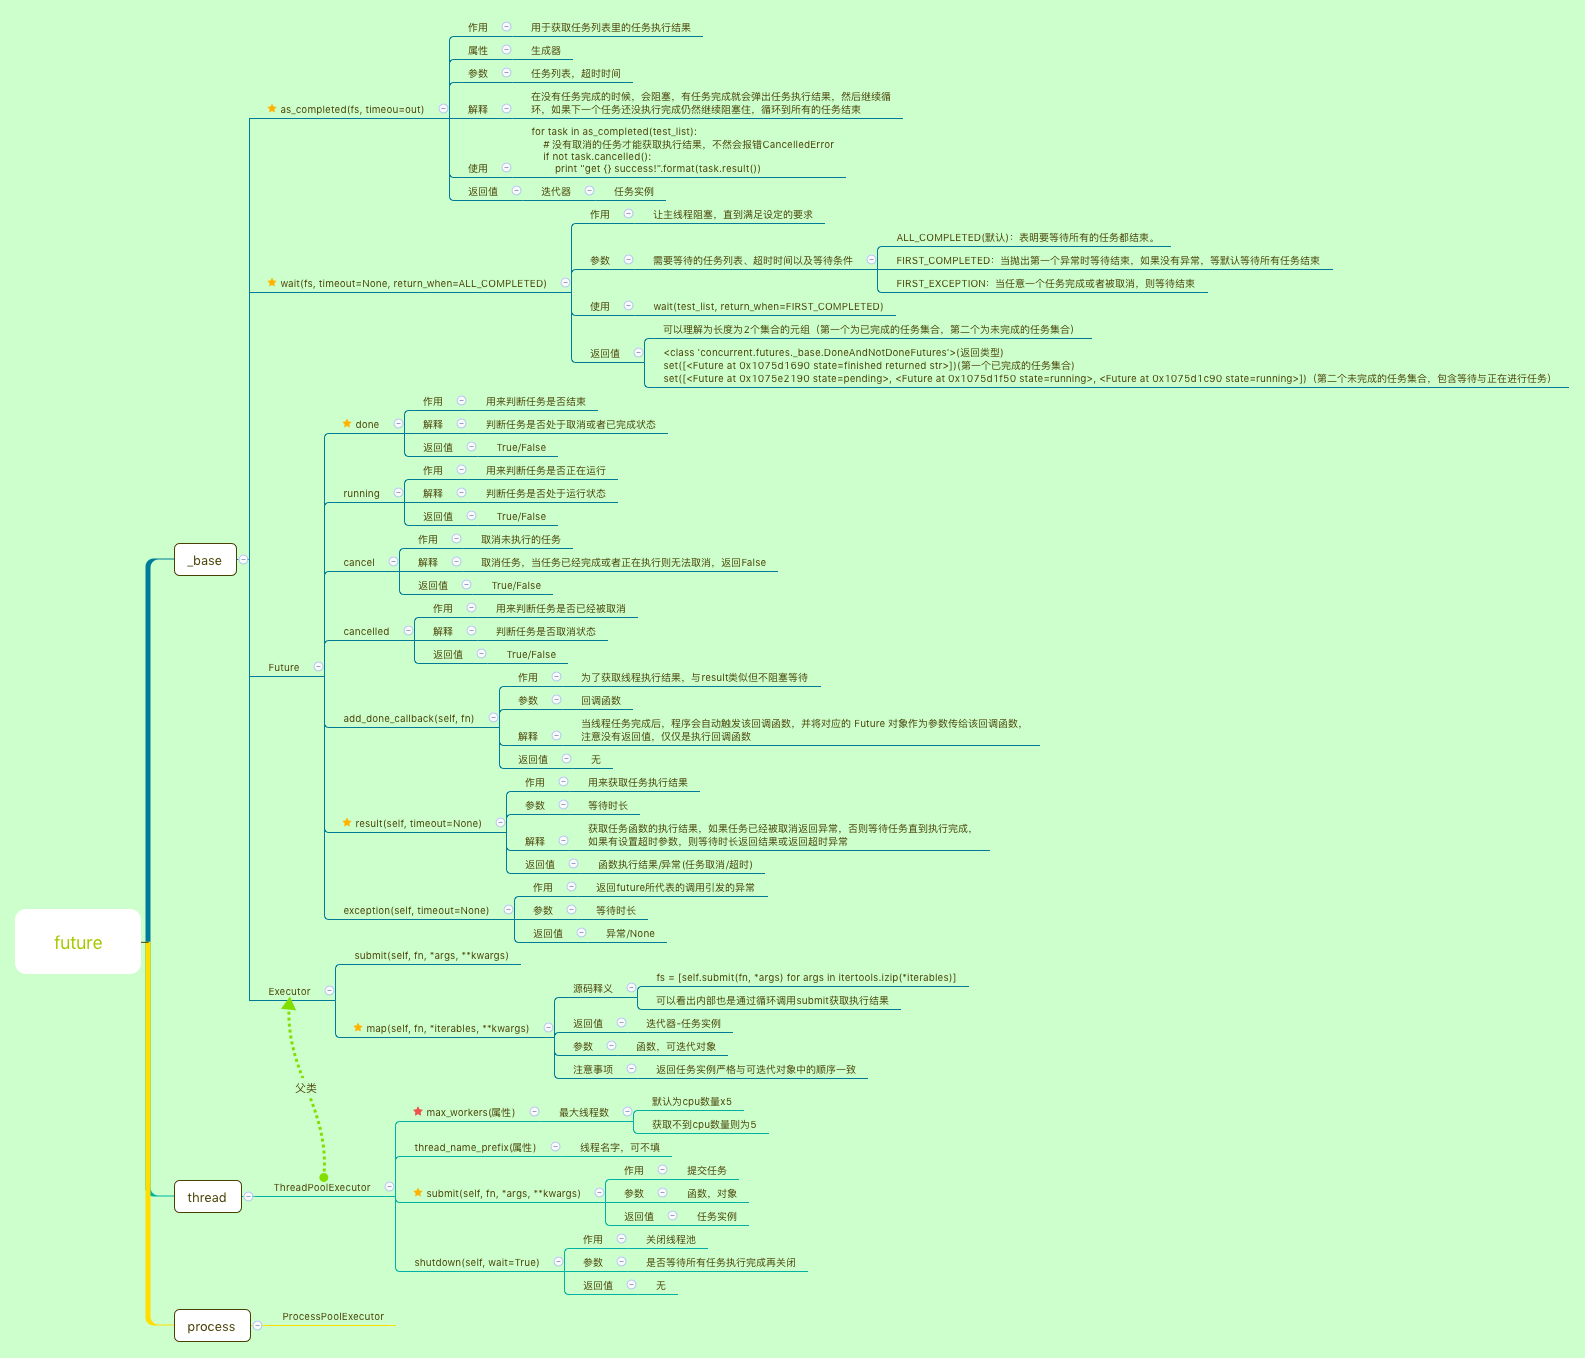 作用
用于获取任务列表里的任务执行结果
属性
生成器
参数
任务列表，超时时间
as_completed(fs, timeou=out)
解释
在没有任务完成的时候，会阻塞，有任务完成就会弹出任务执行结果，然后继续循
环，如果下一个任务还没执行完成仍然继续阻塞住，循环到所有的任务结束
使用
for task in as_completed(test_list):
# 没有取消的任务才能获取执行结果，不然会报错CancelledError
if not task.cancelled():
print "get {} success!".format(task.result())
返回值
迭代器
任务实例
wait(fs, timeout=None, return_when=ALL_COMPLETED)
作用
让主线程阻塞，直到满足设定的要求
参数
需要等待的任务列表、超时时间以及等待条件
ALL_COMPLETED(默认)：表明要等待所有的任务都结束。
FIRST_COMPLETED：当抛出第一个异常时等待结束，如果没有异常，等默认等待所有任务结束
FIRST_EXCEPTION：当任意一个任务完成或者被取消，则等待结束
使用
wait(test_list, return_when=FIRST_COMPLETED)
返回值
可以理解为长度为2个集合的元组（第一个为已完成的任务集合，第二个为未完成的任务集合）
<class 'concurrent.futures._base.DoneAndNotDoneFutures'>(返回类型)
set([<Future at 0x1075d1690 state=finished returned str>])(第一个已完成的任务集合)
set([<Future at 0x1075e2190 state=pending>, <Future at 0x1075d1f50 state=running>, <Future at 0x1075d1c90 state=running>])（第二个未完成的任务集合，包含等待与正在进行任务）
done
作用
用来判断任务是否结束
解释
判断任务是否处于取消或者已完成状态
返回值
True/False
running
作用
用来判断任务是否正在运行
解释
判断任务是否处于运行状态
返回值
True/False
_base
cancel
作用
取消未执行的任务
解释
取消任务，当任务已经完成或者正在执行则无法取消，返回False
返回值
True/False
cancelled
作用
用来判断任务是否已经被取消
解释
判断任务是否取消状态
返回值
True/False
Future
add_done_callback(self, fn)
作用
为了获取线程执行结果，与result类似但不阻塞等待
参数
回调函数
解释
当线程任务完成后，程序会自动触发该回调函数，并将对应的 Future 对象作为参数传给该回调函数，
注意没有返回值，仅仅是执行回调函数
返回值
无
result(self, timeout=None)
作用
用来获取任务执行结果
参数
等待时长
解释
获取任务函数的执行结果，如果任务已经被取消返回异常，否则等待任务直到执行完成，
如果有设置超时参数，则等待时长返回结果或返回超时异常
返回值
函数执行结果/异常(任务取消/超时)
exception(self, timeout=None)
作用
返回future所代表的调用引发的异常
参数
等待时长
返回值
异常/None
future
Executor
submit(self, fn, *args, **kwargs)
map(self, fn, *iterables, **kwargs)
源码释义
fs = [self.submit(fn, *args) for args in itertools.izip(*iterables)]
可以看出内部也是通过循环调用submit获取执行结果
返回值
迭代器-任务实例
参数
函数，可迭代对象
注意事项
返回任务实例严格与可迭代对象中的顺序一致
父类
thread
ThreadPoolExecutor
max_workers(属性)
最大线程数
默认为cpu数量x5
获取不到cpu数量则为5
thread_name_prefix(属性)
线程名字，可不填
submit(self, fn, *args, **kwargs)
作用
提交任务
参数
函数，对象
返回值
任务实例
shutdown(self, wait=True)
作用
关闭线程池
参数
是否等待所有任务执行完成再关闭
返回值
无
process
ProcessPoolExecutor